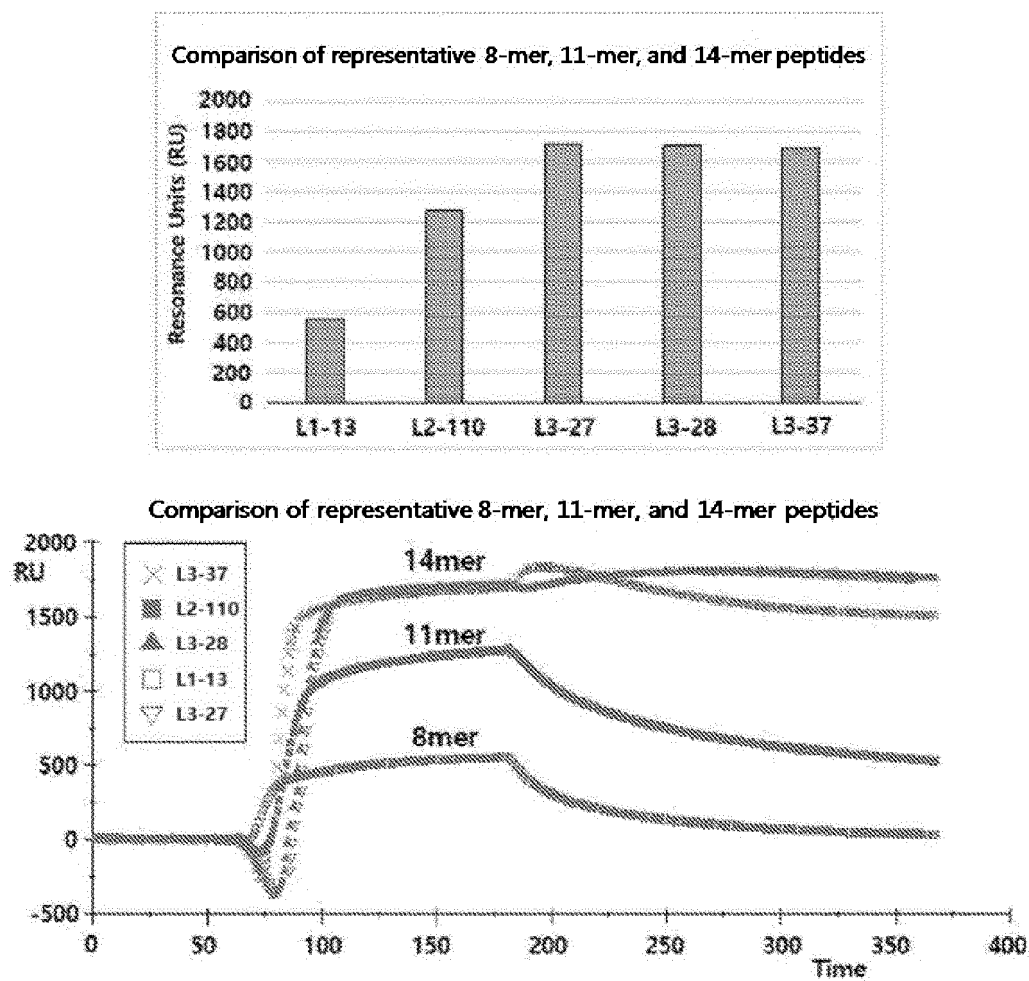 Comparison of representative 8-mer, 11-mer, and 14-mer peptides
Resonance Units (RU)
2000
1800
1600
1400
1200
1000
800
600
400
200
0
L1-13 L2-110 L3-27 L3-28 L3-37
Comparison of representative 8-mer, 11-mer, and 14-mer peptides
RU
2000
1500
1000
500
0
-500
L3-37
L2-110
L3-28
L1-13
L3-27
14mer
11mer
8mer
0 50 100 150 200 250 300 350 400
Time